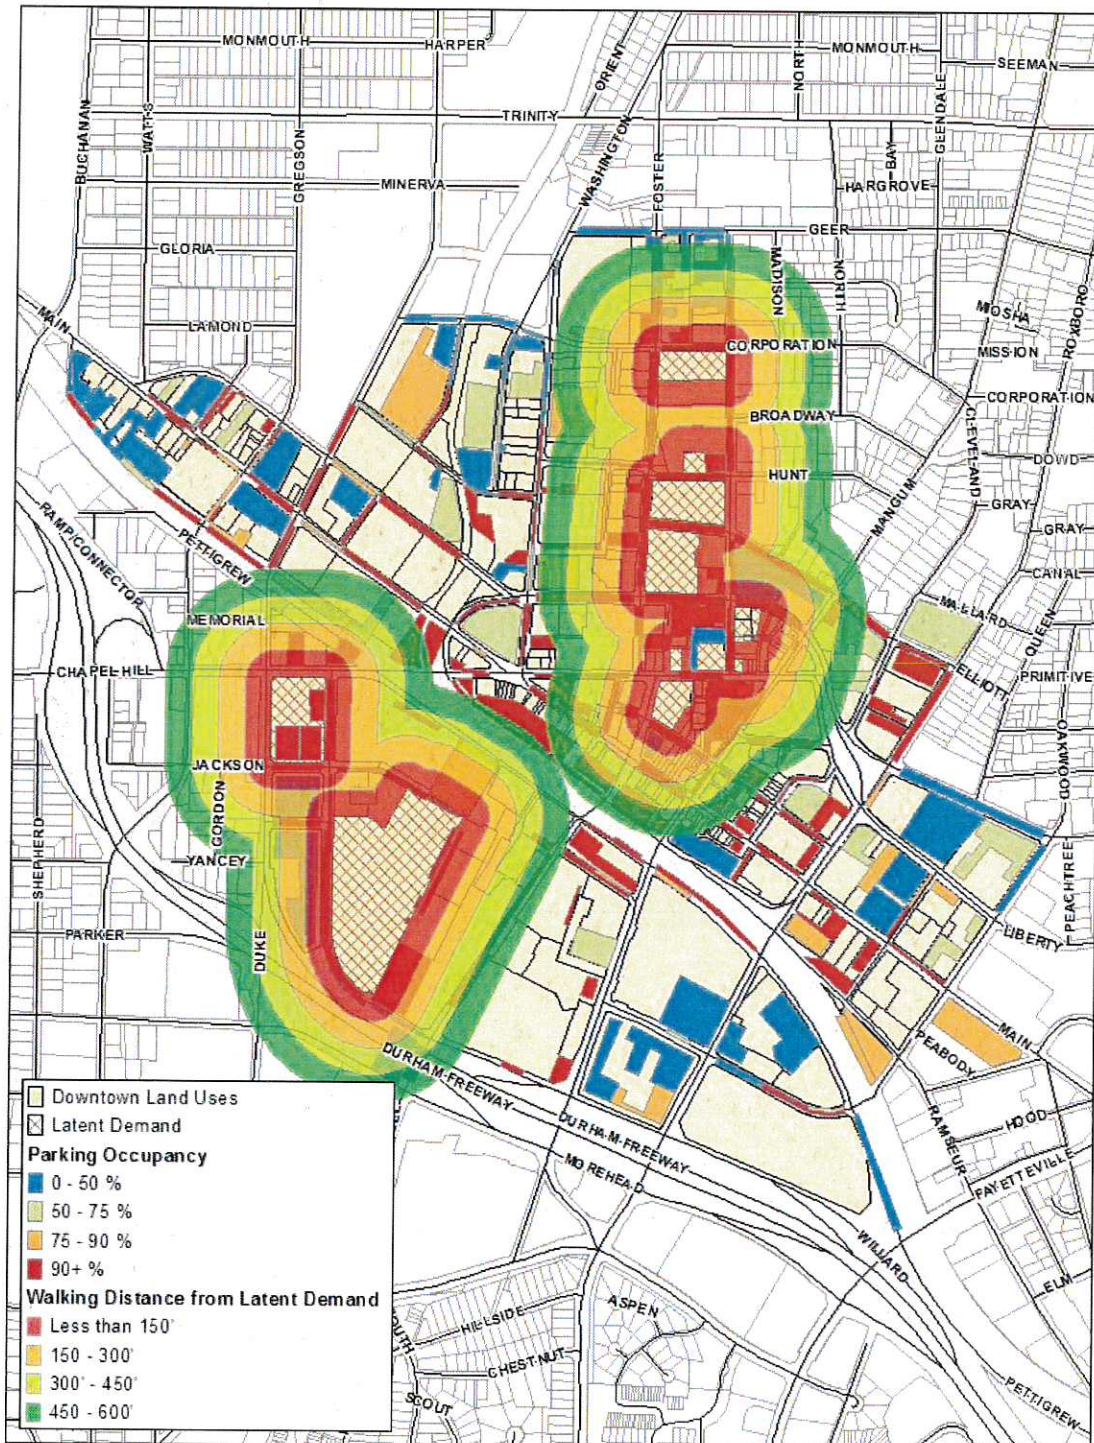 MONMOUTH
HARPER
ORIENT
NORTH
MONMOUTH
SEEMAN
BUCHANAN
WATTS
GREGSON
TRINITY
WASHINGTON
FOSTER
BAY
GLENDALE
MINERVA
HARGROVE
GLORIA
GEER
MADISON
NORTH
MIOSHA
ROXBORO
MAIN
LAMOND
CORPORATION
MISSION
CORPORATION
BROADWAY
CLEVELAND
DOWD
HUNT
MANGUM
GRAY
GRAY
RAMP/CONNECTOR
PETTIGREW
CANAL
MALLARD
QUEEN
MEMORIAL
CHAPEL HILL
ELLIOTT
PRIMITIVE
OAKWOOD
JACKSON
GORDON
SHEPHERD
YANCEY
PEACHTREE
PARKER
DUKE
LIBERTY
MAIN
PEABODY
DURHAM-FREEWAY
DURHAM-FREEWAY
RAMSEUR
HOOD
MOREHEAD
FAYETTEVILLE
WILLARD
ELM
HILLSIDE
ASPEN
CHESTNUT
SCOUT
PETTIGREW
Downtown Land Uses
Latent Demand
Parking Occupancy
0 - 50 %
50 - 75 %
75 - 90 %
90+ %
Walking Distance from Latent Demand
Less than 150'
150 - 300'
300' - 450'
450 - 600'